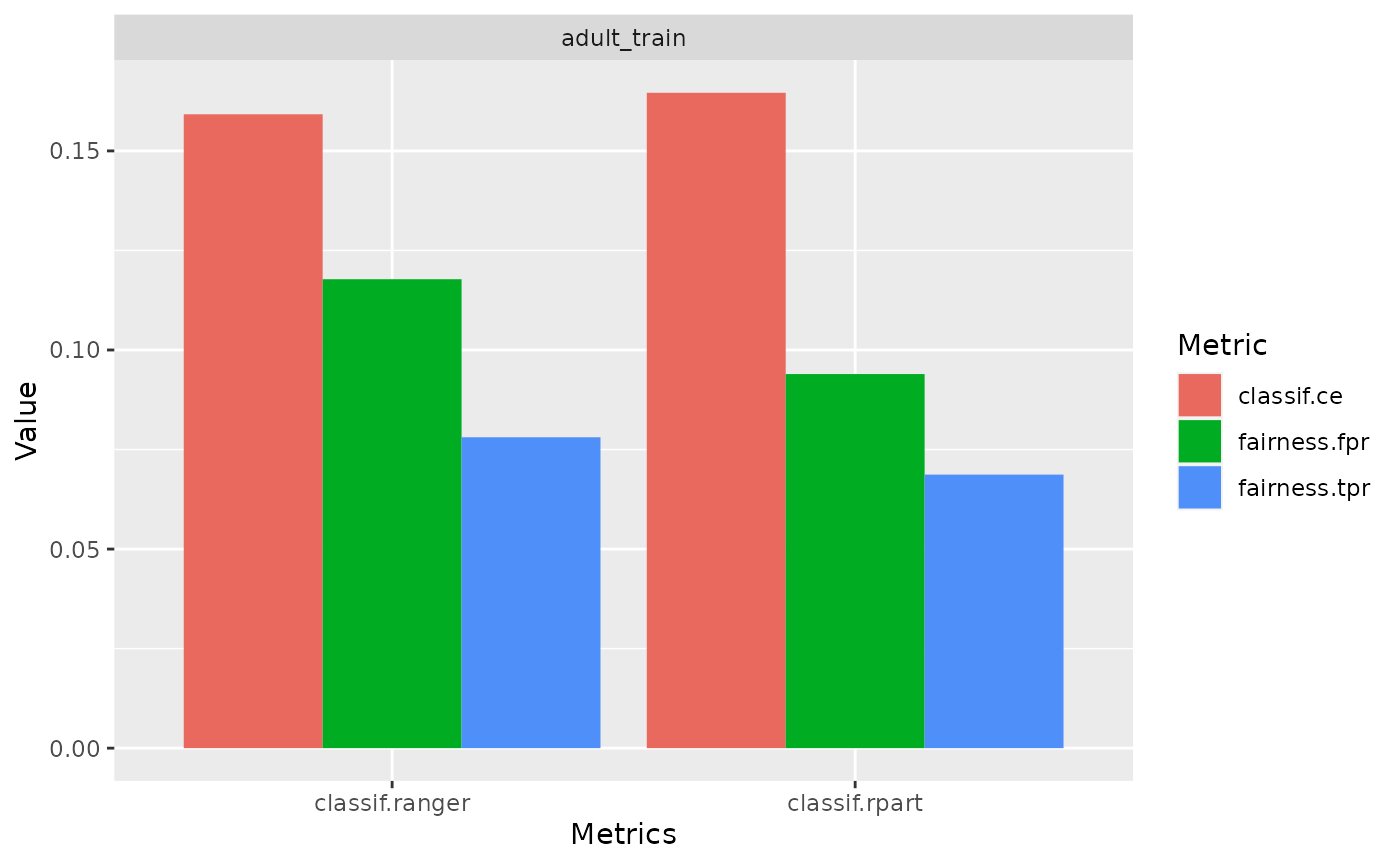 adult_train
0.15
0.10
0.05
0.00
Value
classif.ranger
classif.rpart
Metrics
Metric
classif.ce
fairness.fpr
fairness.tpr